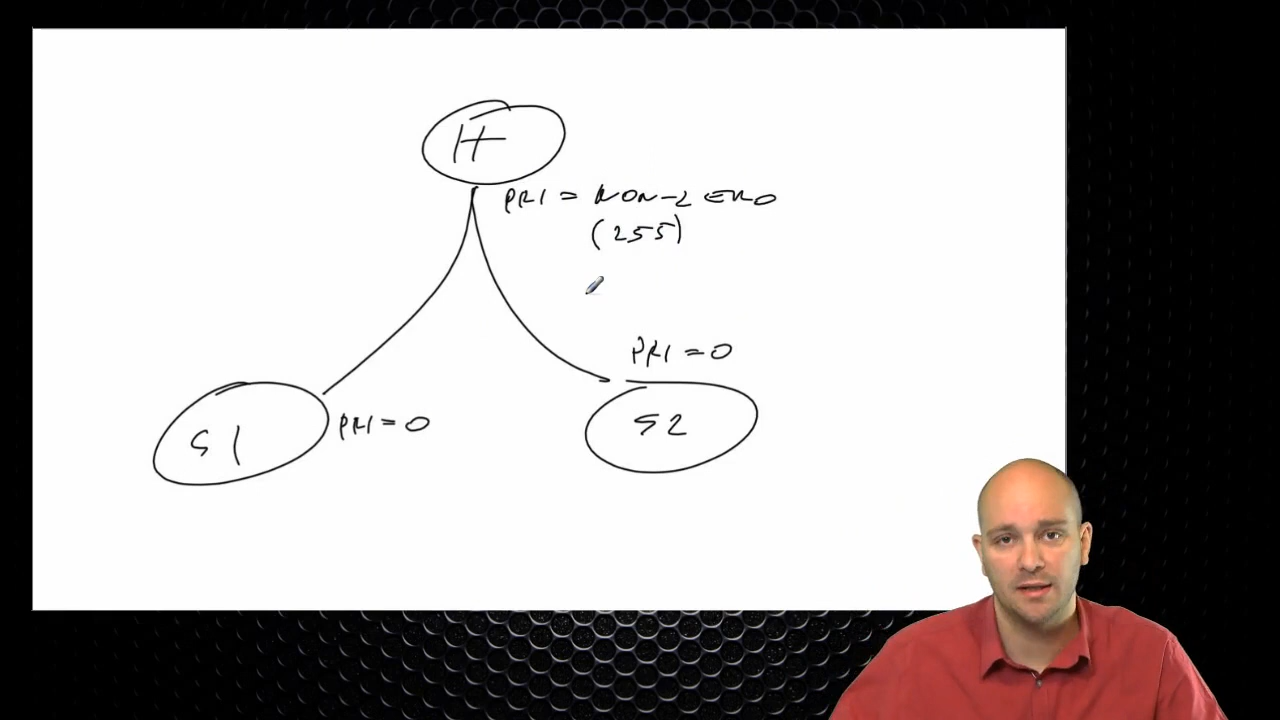 H
PRI = NON-ZERO
(255)
PRI = 0
S1
PRI = 0
S2